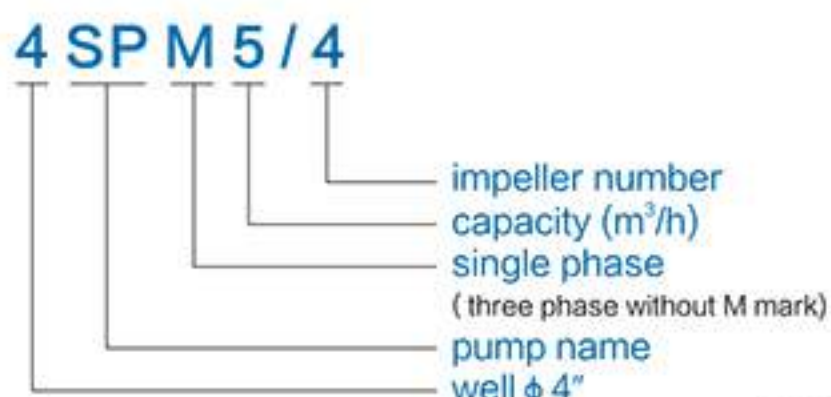 4 SP M 5 / 4
impeller number
capacity (m³/h)
single phase
( three phase without M mark)
pump name
well ϕ 4″